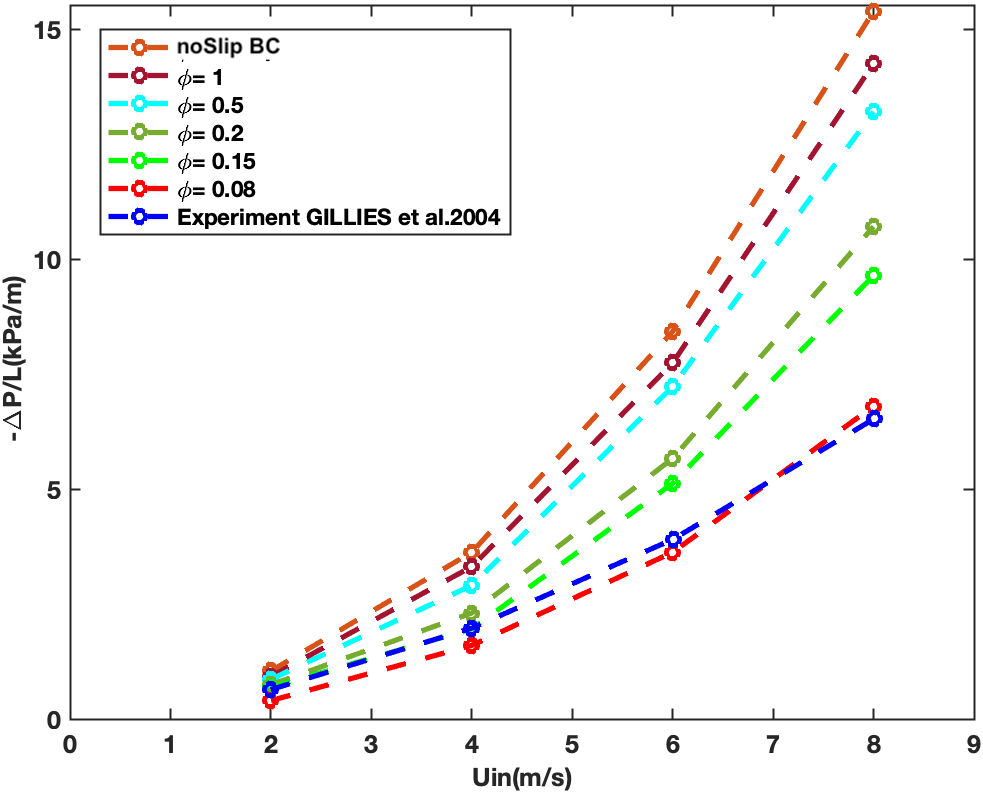 15
10
5
0
noSlip BC
ϕ= 1
ϕ= 0.5
ϕ= 0.2
ϕ= 0.15
ϕ= 0.08
Experiment GILLIES et al.2004
-△P/L(kPa/m)
0 1 2 3 4 5 6 7 8 9
Uin(m/s)